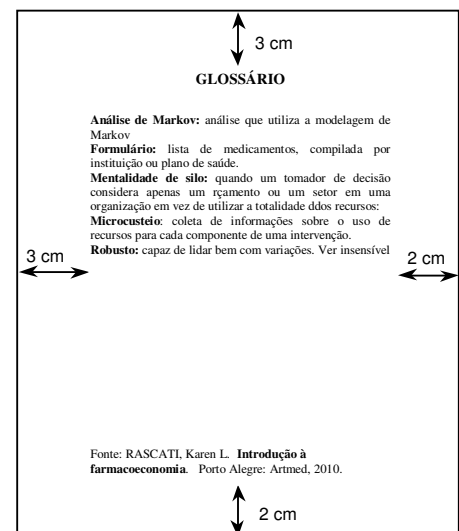 3 cm
GLOSSÁRIO
Análise de Markov: análise que utiliza a modelagem de
Markov
Formulário: lista de medicamentos, compilada por
instituição ou plano de saúde.
Mentalidade de silo: quando um tomador de decisão
considera apenas um rçamento ou um setor em uma
organização em vez de utilizar a totalidade ddos recursos:
Microcusteio: coleta de informações sobre o uso de
recursos para cada componente de uma intervenção.
Robusto: capaz de lidar bem com variações. Ver insensível
3 cm
2 cm
Fonte: RASCATI, Karen L. Introdução à
farmacoeconomia. Porto Alegre: Artmed, 2010.
2 cm